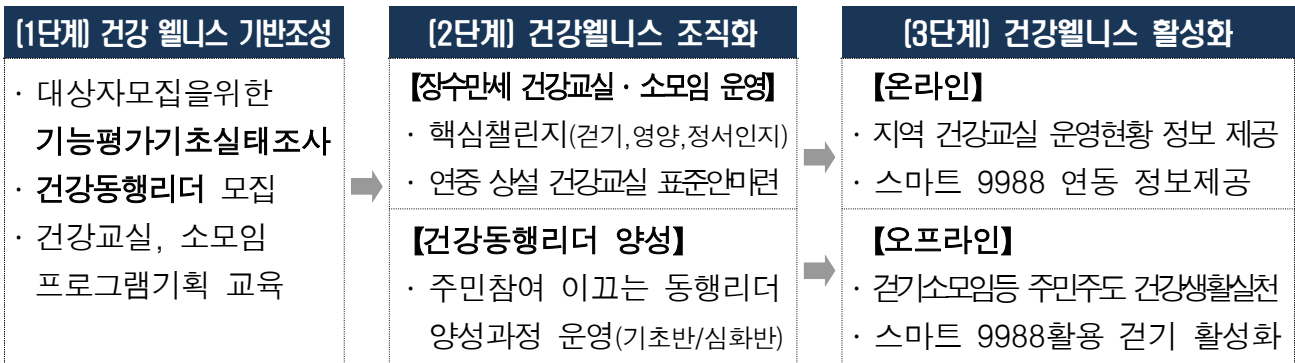 (1단계) 건강 웰니스 기반조성
· 대상자모집을위한
기능평가기초실태조사
· 건강동행리더 모집
· 건강교실, 소모임
프로그램기획 교육
(2단계) 건강웰니스 조직화
【장수만세 건강교실 · 소모임 운영】
· 핵심챌린지(걷기,영양,정서인지)
· 연중 상설 건강교실 표준안마련
【건강동행리더 양성】
· 주민참여 이끄는 동행리더
양성과정 운영(기초반/심화반)
(3단계) 건강웰니스 활성화
【온라인】
· 지역 건강교실 운영현황 정보 제공
· 스마트 9988 연동 정보제공
【오프라인】
· 걷기소모임등 주민주도 건강생활실천
· 스마트 9988활용 걷기 활성화